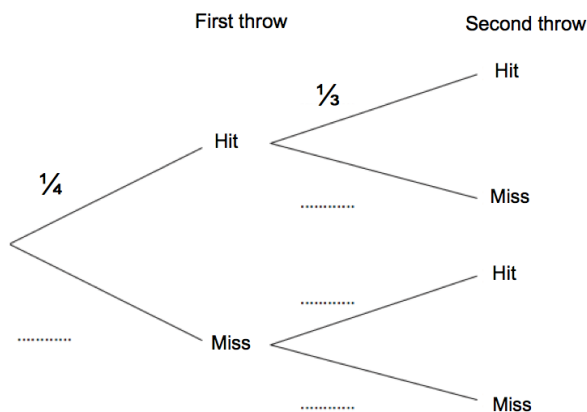 First throw
Second throw
Hit
⅓
Hit
¼
Miss
............
Hit
............
............
Miss
............
Miss